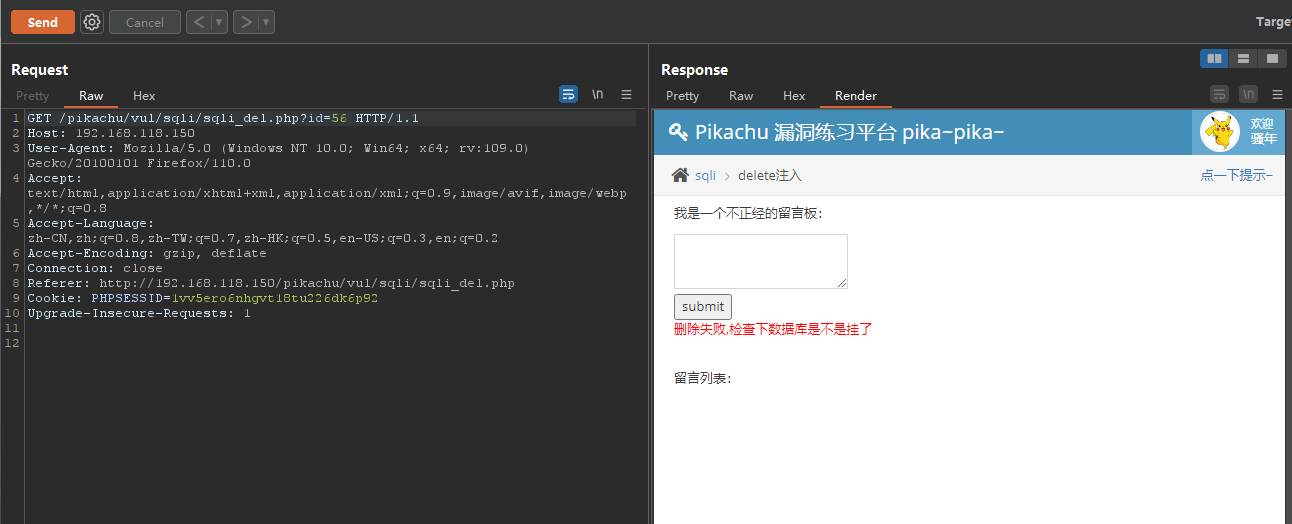 Send
Cancel
Targe
Request
Pretty
Raw
Hex
\n
1 GET /pikachu/vul/sqli/sqli_del.php?id=56 HTTP/1.1
2 Host: 192.168.118.150
3 User-Agent: Mozilla/5.0 (Windows NT 10.0; Win64; x64; rv:109.0)
Gecko/20100101 Firefox/110.0
4 Accept:
text/html,application/xhtml+xml,application/xml;q=0.9,image/avif,image/webp
,*/*;q=0.8
5 Accept-Language:
zh-CN,zh;q=0.8,zh-TW;q=0.7,zh-HK;q=0.5,en-US;q=0.3,en;q=0.2
6 Accept-Encoding: gzip, deflate
7 Connection: close
8 Referer: http://192.168.118.150/pikachu/vul/sqli/sqli_del.php
9 Cookie: PHPSESSID=1vv5ero6nhgvt18tu226dk6p92
10 Upgrade-Insecure-Requests: 1
11
12
Response
Pretty
Raw
Hex
Render
\n
Pikachu 漏洞练习平台 pika~pika~
欢迎
骚年
sqli > delete注入
点一下提示~
我是一个不正经的留言板:
submit
删除失败,检查下数据库是不是挂了
留言列表: